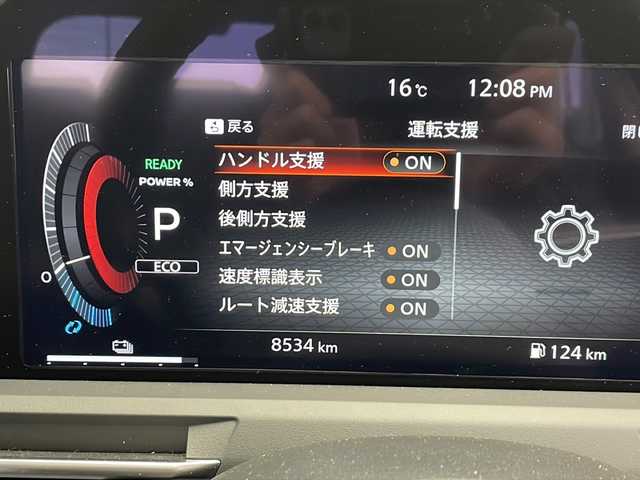 16℃ 12:08 PM
戻る 運転支援 閉じ
READY
POWER %
P
ECO
0
ハンドル支援 ON
側方支援
後側方支援
エマージェンシーブレーキ ON
速度標識表示 ON
ルート減速支援 ON
8534 km 124 km